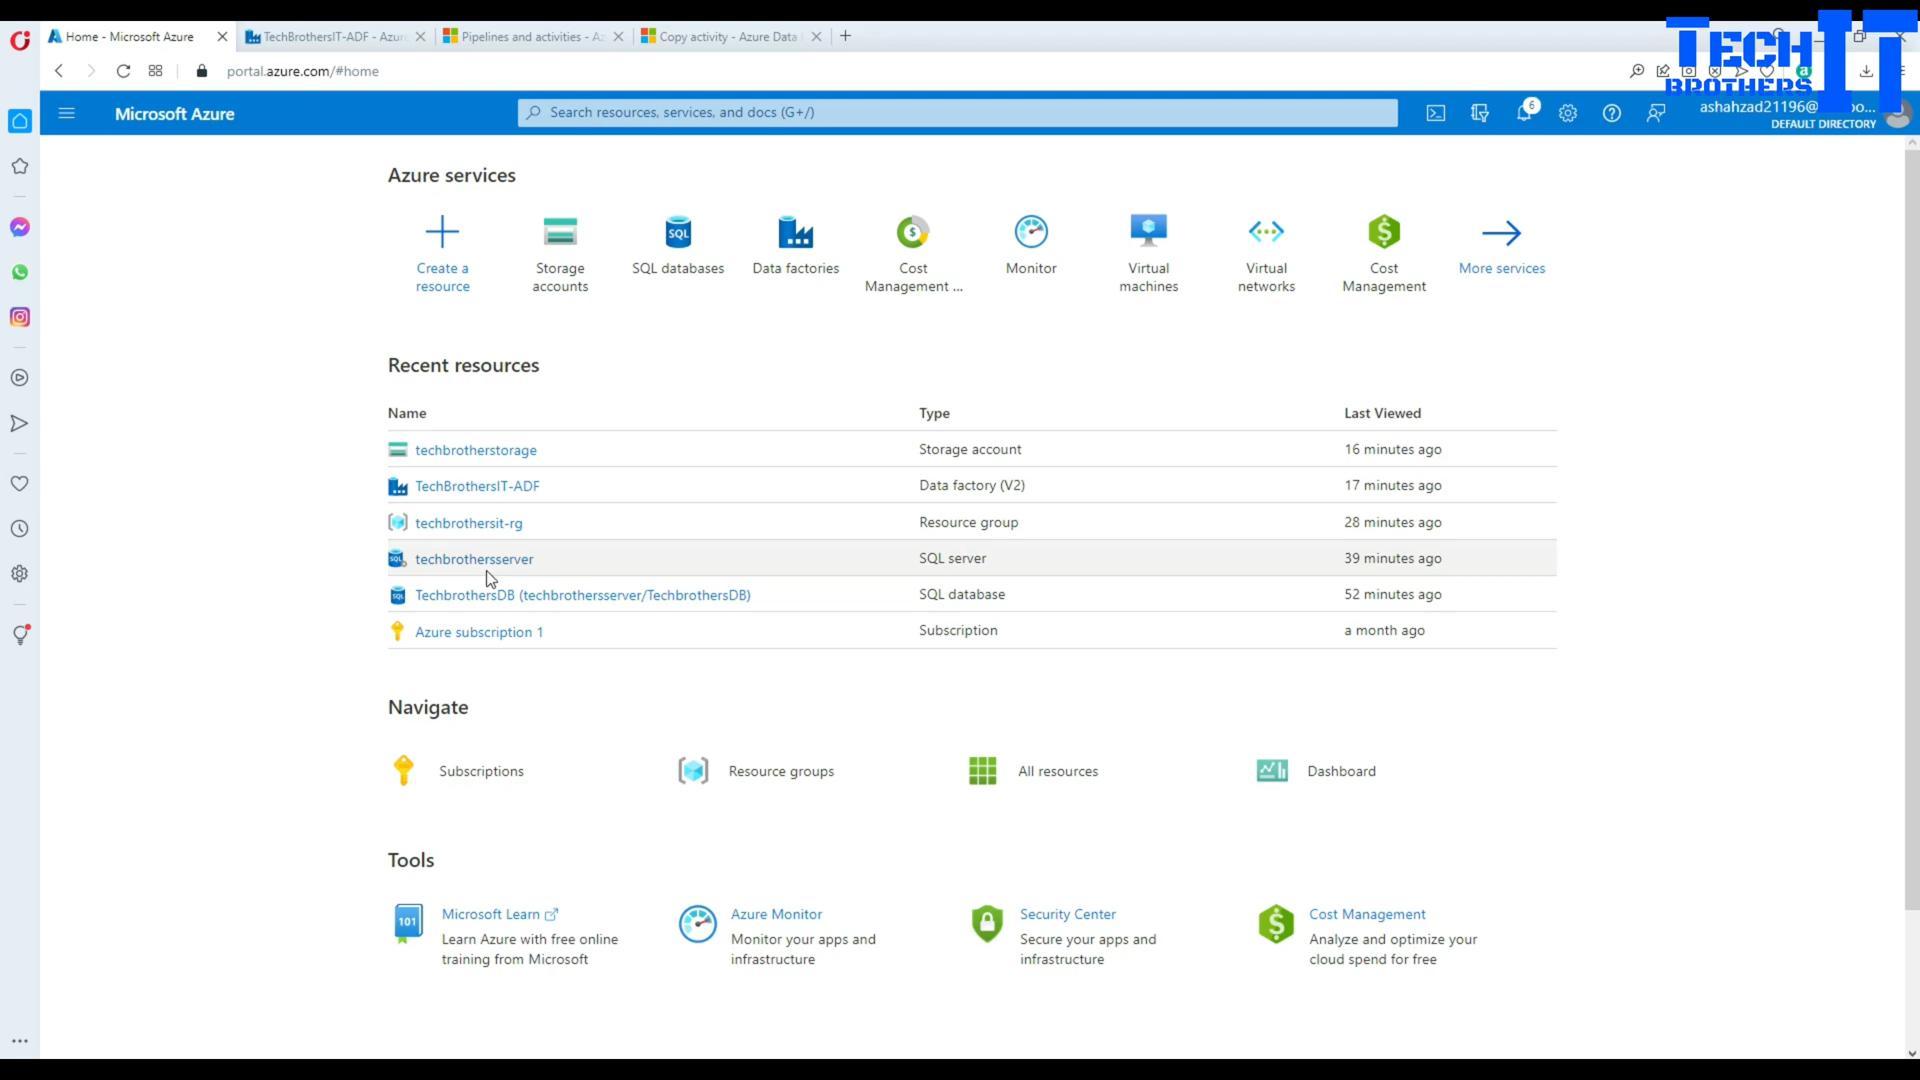 Home - Microsoft Azure
TechBrothersIT-ADF - Azur
Pipelines and activities - Az
Copy activity - Azure Data
TECH IT
BROTHERS
portal.azure.com/#home
Microsoft Azure
Search resources, services, and docs (G+/)
6
ashahzad21196@
oo...
DEFAULT DIRECTORY
Azure services
Create a
resource
Storage
accounts
SQL
SQL databases
Data factories
Cost
Management ...
Monitor
Virtual
machines
Virtual
networks
Cost
Management
More services
Recent resources
Name Type Last Viewed
techbrotherstorage Storage account 16 minutes ago
TechBrothersIT-ADF Data factory (V2) 17 minutes ago
techbrothersit-rg Resource group 28 minutes ago
techbrothersserver SQL server 39 minutes ago
TechbrothersDB (techbrothersserver/TechbrothersDB) SQL database 52 minutes ago
Azure subscription 1 Subscription a month ago
Navigate
Subscriptions
Resource groups
All resources
Dashboard
Tools
101
Microsoft Learn
Learn Azure with free online
training from Microsoft
Azure Monitor
Monitor your apps and
infrastructure
Security Center
Secure your apps and
infrastructure
Cost Management
Analyze and optimize your
cloud spend for free